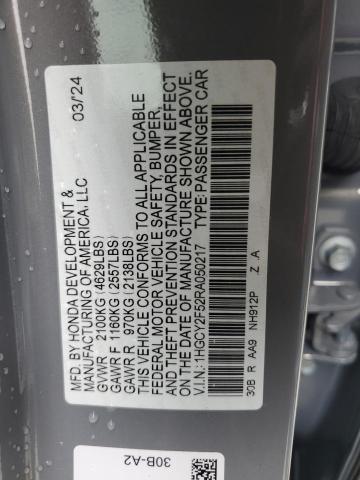 MFD. BY HONDA DEVELOPMENT &
MANUFACTURING OF AMERICA, LLC 03/'24
GVWR 2100KG (4629LBS)
GAWR F 1160KG (2557LBS)
GAWR R 970KG (2138LBS)
THIS VEHICLE CONFORMS TO ALL APPLICABLE
FEDERAL MOTOR VEHICLE SAFETY, BUMPER,
THEFT PREVENTION STANDARDS IN EFFECT
ON THE DATE OF MANUFACTURE SHOWN ABOVE.
V.I.N.: 1HGCY2F52RA050217 TYPE: PASSENGER CAR
30B R AA9 NH912P Z A
30B-A2